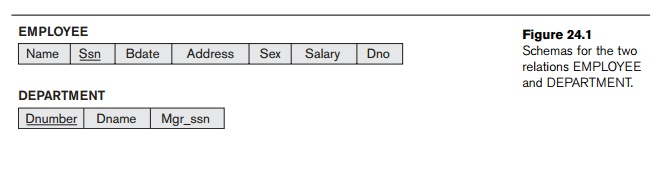 EMPLOYEE
Name Ssn Bdate Address Sex Salary Dno
DEPARTMENT
Dnumber Dname Mgr_ssn
Figure 24.1
Schemas for the two
relations EMPLOYEE
and DEPARTMENT.